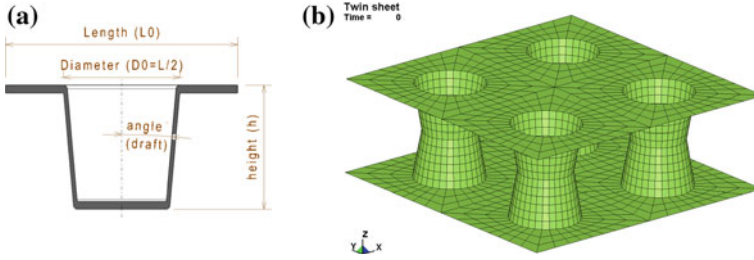 (a)
Length (L0)
Diameter (D0=L/2)
angle
(draft)
height (h)
(b)
Twin sheet
Time = 0
Z
Y X